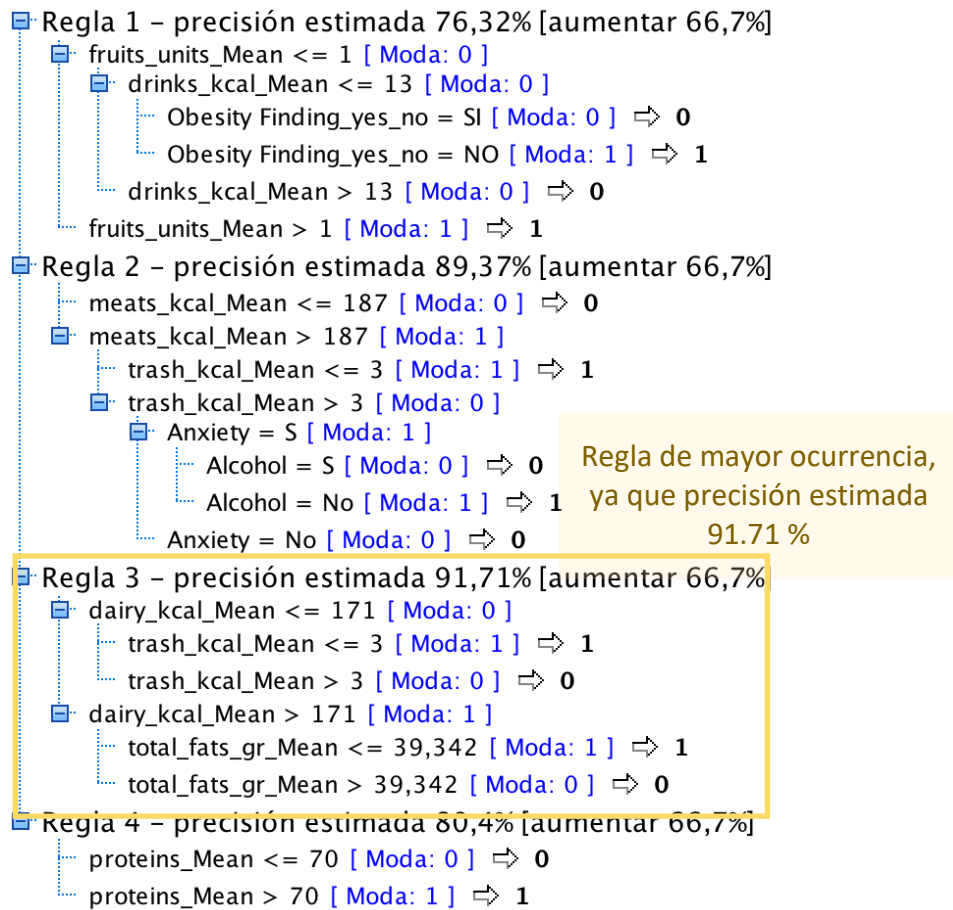 Regla 1 – precisión estimada 76,32% [aumentar 66,7%]
fruits_units_Mean <= 1 [ Moda: 0 ]
drinks_kcal_Mean <= 13 [ Moda: 0 ]
Obesity Finding_yes_no = SI [ Moda: 0 ] ⇨ 0
Obesity Finding_yes_no = NO [ Moda: 1 ] ⇨ 1
drinks_kcal_Mean > 13 [ Moda: 0 ] ⇨ 0
fruits_units_Mean > 1 [ Moda: 1 ] ⇨ 1
Regla 2 – precisión estimada 89,37% [aumentar 66,7%]
meats_kcal_Mean <= 187 [ Moda: 0 ] ⇨ 0
meats_kcal_Mean > 187 [ Moda: 1 ]
trash_kcal_Mean <= 3 [ Moda: 1 ] ⇨ 1
trash_kcal_Mean > 3 [ Moda: 0 ]
Anxiety = S [ Moda: 1 ]
Alcohol = S [ Moda: 0 ] ⇨ 0
Alcohol = No [ Moda: 1 ] ⇨ 1
Anxiety = No [ Moda: 0 ] ⇨ 0
Regla de mayor ocurrencia,
ya que precisión estimada
91.71 %
Regla 3 – precisión estimada 91,71% [aumentar 66,7%]
dairy_kcal_Mean <= 171 [ Moda: 0 ]
trash_kcal_Mean <= 3 [ Moda: 1 ] ⇨ 1
trash_kcal_Mean > 3 [ Moda: 0 ] ⇨ 0
dairy_kcal_Mean > 171 [ Moda: 1 ]
total_fats_gr_Mean <= 39,342 [ Moda: 1 ] ⇨ 1
total_fats_gr_Mean > 39,342 [ Moda: 0 ] ⇨ 0
Regla 4 – precisión estimada 80,4% [aumentar 66,7%]
proteins_Mean <= 70 [ Moda: 0 ] ⇨ 0
proteins_Mean > 70 [ Moda: 1 ] ⇨ 1